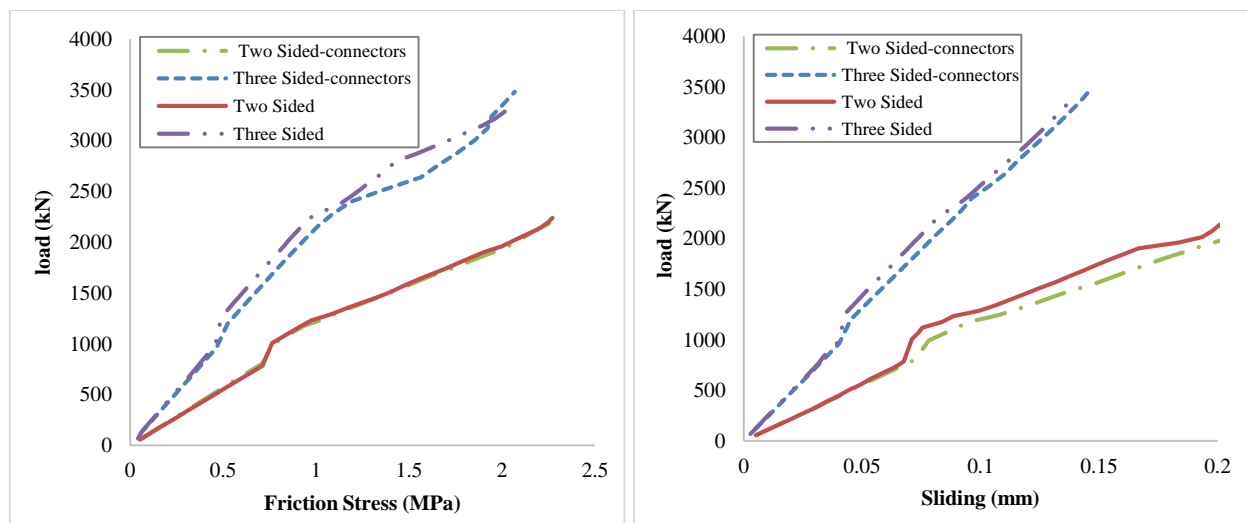 4000
3500
3000
2500
2000
1500
1000
500
0
load (kN)
Two Sided-connectors
Three Sided-connectors
Two Sided
Three Sided
0 0.5 1 1.5 2 2.5
Friction Stress (MPa)
4000
3500
3000
2500
2000
1500
1000
500
0
load (kN)
Two Sided-connectors
Three Sided-connectors
Two Sided
Three Sided
0 0.05 0.1 0.15 0.2
Sliding (mm)